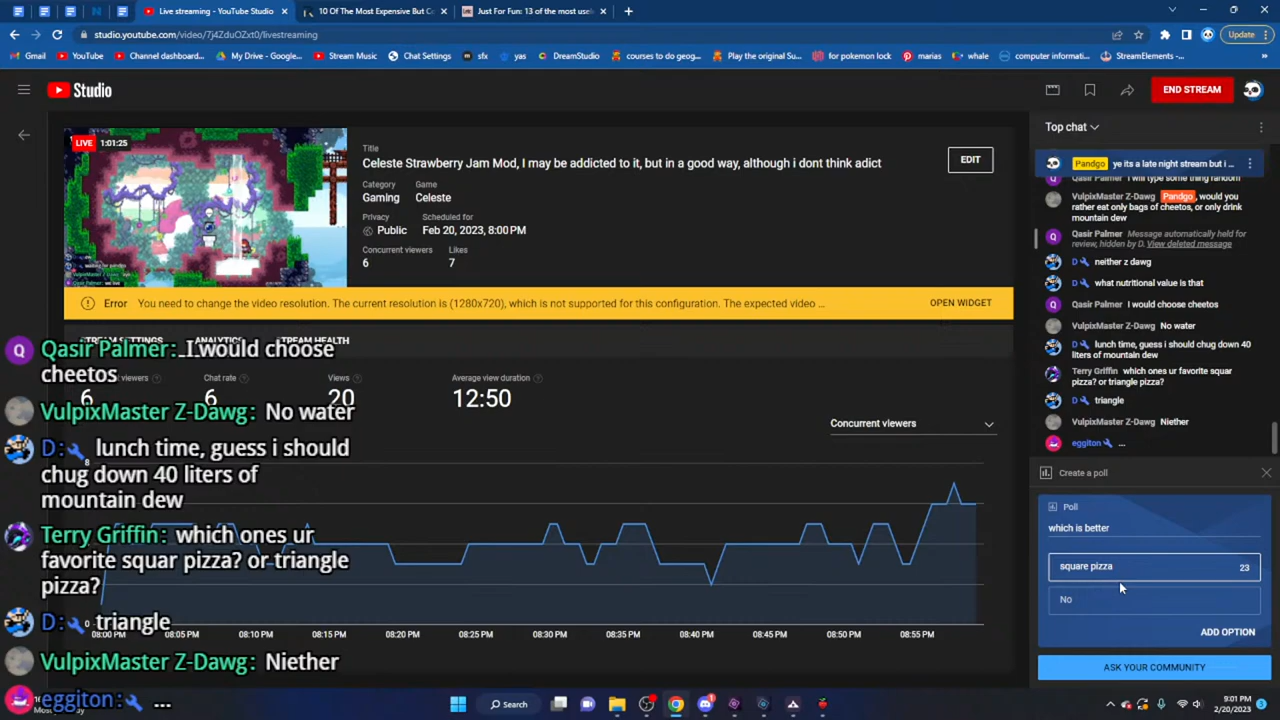 Live streaming - YouTube Studio
10 Of The Most Expensive But C
Just For Fun: 13 of the most use
studio.youtube.com/video/7j4ZduOZxt0/livestreaming
Update
Gmail
YouTube
Channel dashboard...
My Drive - Google...
Stream Music
Chat Settings
sfx
yas
DreamStudio
courses to do geog...
Play the original Su...
for pokemon lock
marias
whale
computer informati...
StreamElements -...
Studio
END STREAM
LIVE 1:01:25
Title
Celeste Strawberry Jam Mod, I may be addicted to it, but in a good way, although i dont think adict
EDIT
Category
Game
Gaming
Celeste
Privacy
Scheduled for
Public
Feb 20, 2023, 8:00 PM
Concurrent viewers
Likes
6
7
Error
You need to change the video resolution. The current resolution is (1280x720), which is not supported for this configuration. The expected video ...
OPEN WIDGET
STREAM SETTINGS
ANALYTICS
STREAM HEALTH
viewers
Chat rate
Views
Average view duration
6
6
20
12:50
Concurrent viewers
8
0
08:00 PM
08:05 PM
08:10 PM
08:15 PM
08:20 PM
08:25 PM
08:30 PM
08:35 PM
08:40 PM
08:45 PM
08:50 PM
08:55 PM
Qasir Palmer: I would choose
cheetos
VulpixMaster Z-Dawg: No water
D: lunch time, guess i should
chug down 40 liters of
mountain dew
Terry Griffin: which ones ur
favorite squar pizza? or triangle
pizza?
D: triangle
VulpixMaster Z-Dawg: Niether
eggiton: ...
Top chat
Pandgo ye its a late night stream but i ...
Qasir Palmer I will type some thing random
VulpixMaster Z-Dawg Pandgo, would you
rather eat only bags of cheetos, or only drink
mountain dew
Qasir Palmer Message automatically held for
review, hidden by D. View deleted message
D neither z dawg
D what nutritional value is that
Qasir Palmer I would choose cheetos
VulpixMaster Z-Dawg No water
D lunch time, guess i should chug down 40
liters of mountain dew
Terry Griffin which ones ur favorite squar
pizza? or triangle pizza?
D triangle
VulpixMaster Z-Dawg Niether
eggiton ...
Create a poll
Poll
which is better
square pizza 23
No
ADD OPTION
ASK YOUR COMMUNITY
Search
9:01 PM
2/20/2023